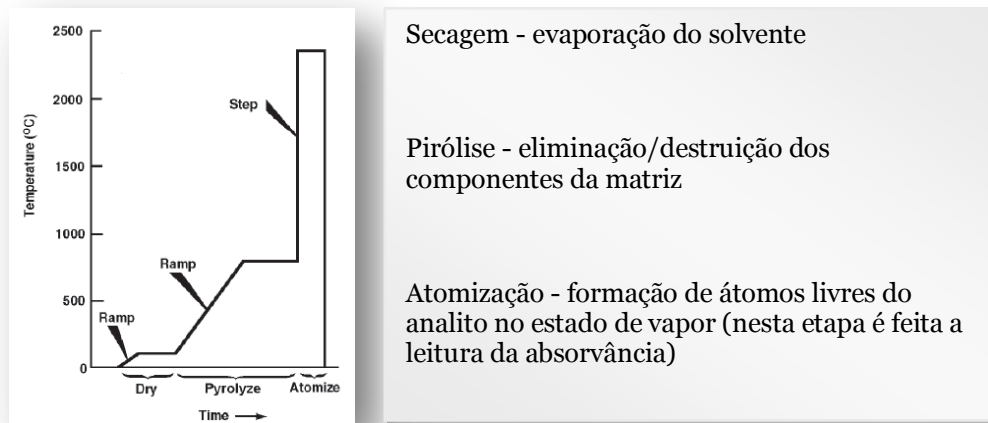 2500
2000
1500
1000
500
0
Temperature (ºC)
Ramp
Ramp
Step
Dry
Pyrolyze
Atomize
Time
Secagem - evaporação do solvente
Pirólise - eliminação/destruição dos
componentes da matriz
Atomização - formação de átomos livres do
analito no estado de vapor (nesta etapa é feita a
leitura da absorvância)